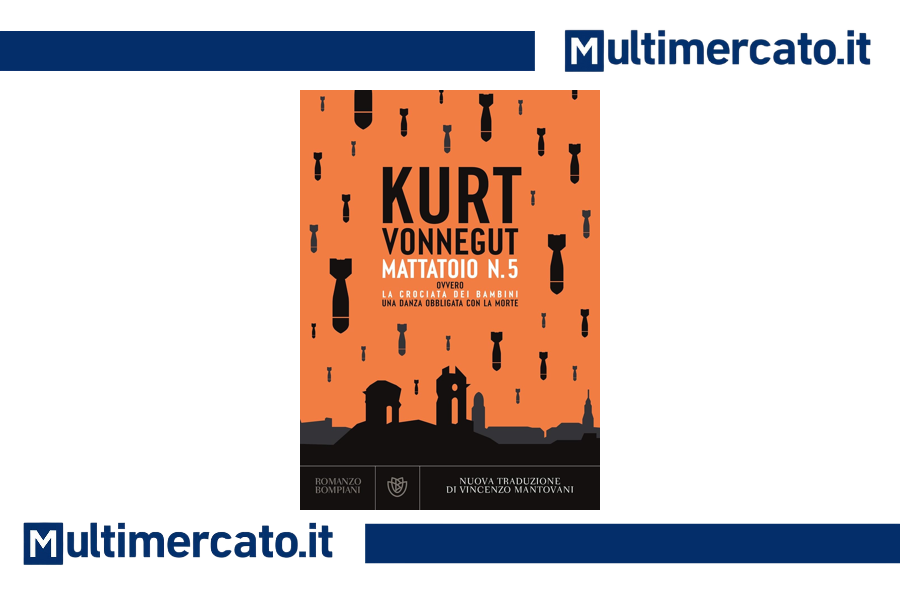 Multimercato.it
KURT
VONNEGUT
MATTATOIO N.5
OVVERO
LA CROCIATA DEI BAMBINI
UNA DANZA OBBLIGATA CON LA MORTE
ROMANZO
BOMPIANI
NUOVA TRADUZIONE
DI VINCENZO MANTOVANI
Multimercato.it